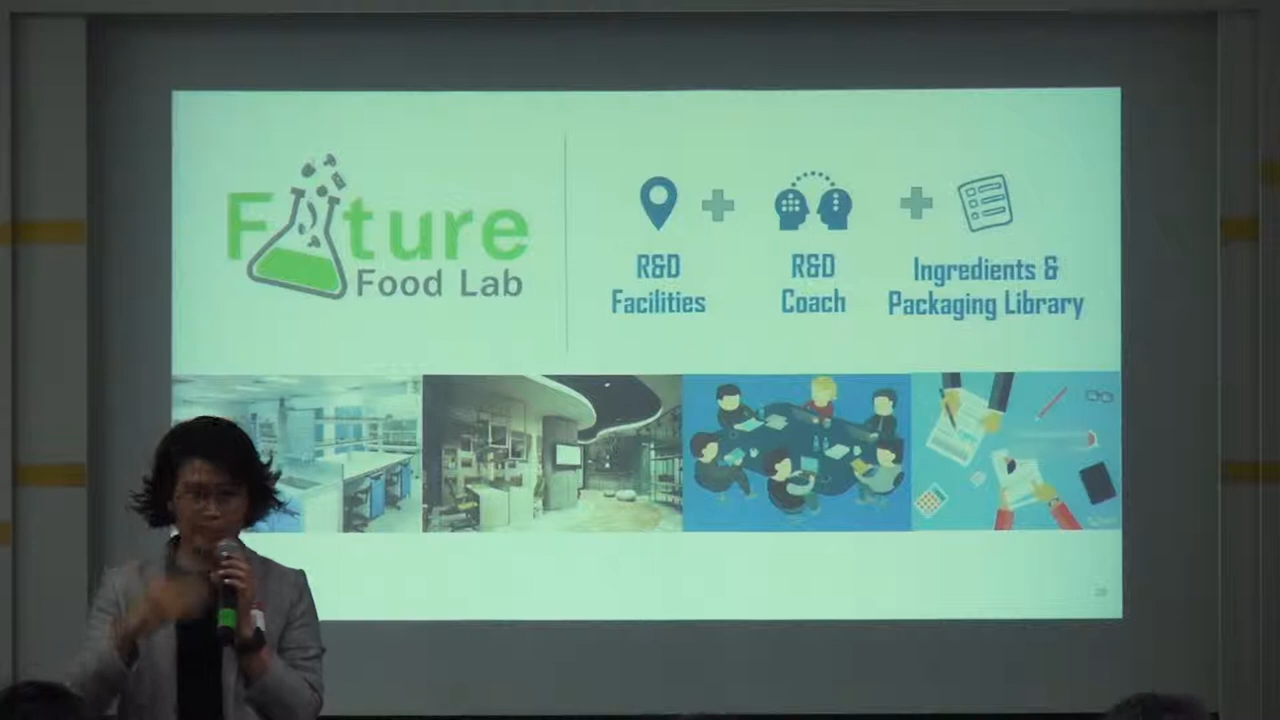 Future
Food Lab
R&D
Facilities
R&D
Coach
Ingredients &
Packaging Library